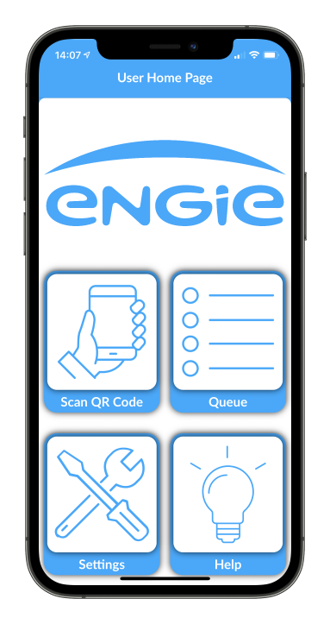 14:07
User Home Page
ENGIE
Scan QR Code
Queue
Settings
Help